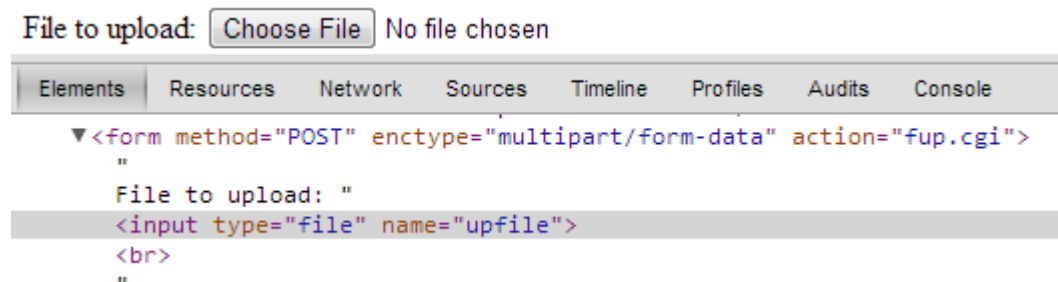 File to upload: Choose File No file chosen
Elements Resources Network Sources Timeline Profiles Audits Console
▼<form method="POST" enctype="multipart/form-data" action="fup.cgi">
"
File to upload: "
<input type="file" name="upfile">
<br>
"